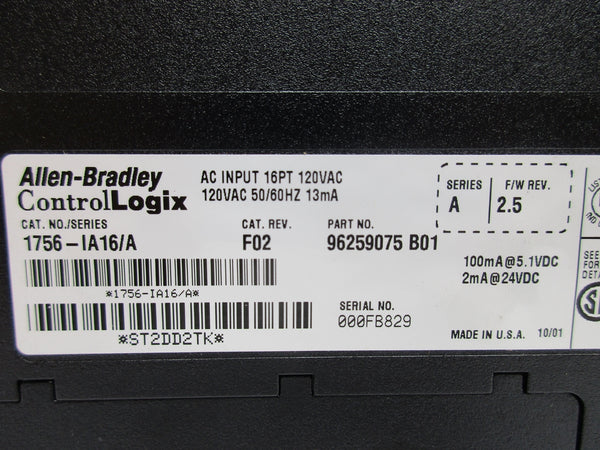 Allen-Bradley
ControlLogix
AC INPUT 16PT 120VAC
120VAC 50/60HZ 13mA
SERIES
A
F/W REV.
2.5
CAT. NO./SERIES
1756-IA16/A
CAT. REV.
F02
PART NO.
96259075 B01
*1756-IA16/A*
100mA@5.1VDC
2mA@24VDC
*ST2DD2TK*
SERIAL NO.
000FB829
MADE IN U.S.A. 10/01
SEE
FOR